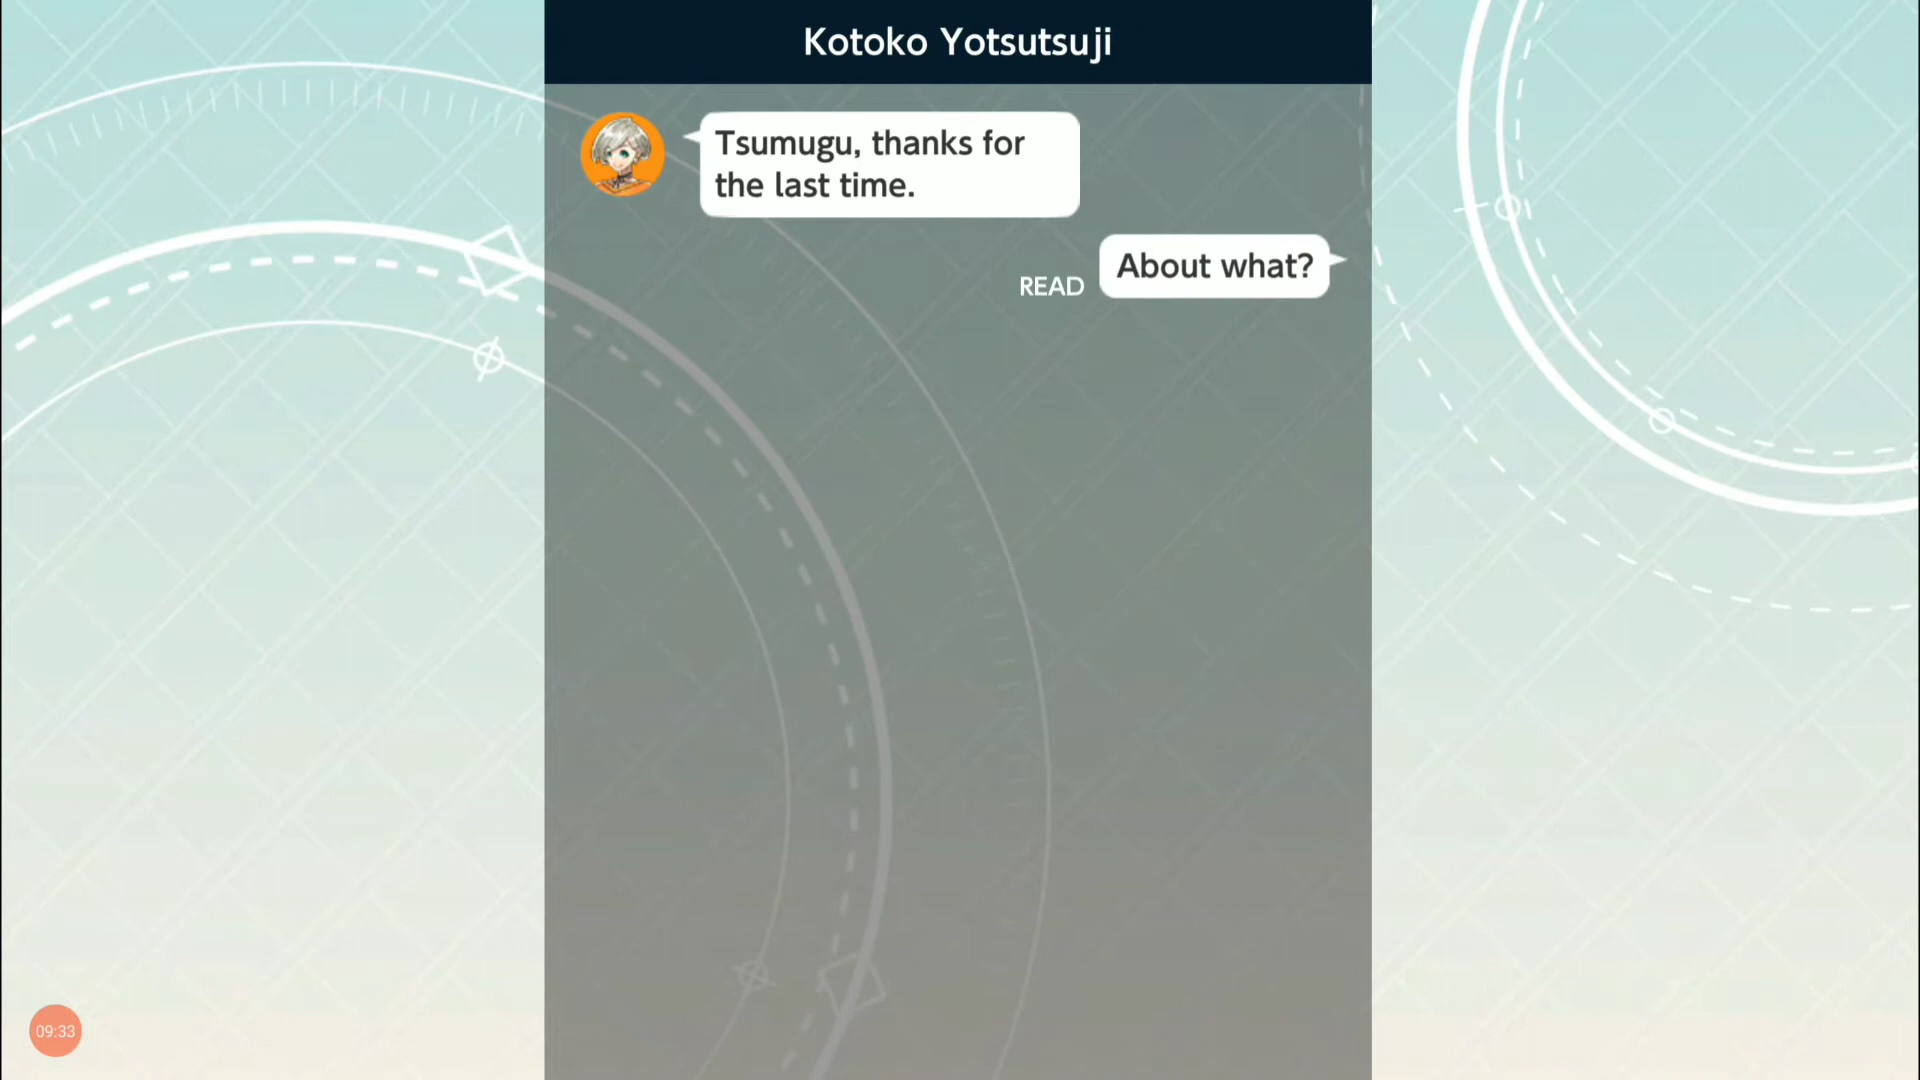 Kotoko Yotsutsuji
Tsumugu, thanks for
the last time.
About what?
READ
09:33